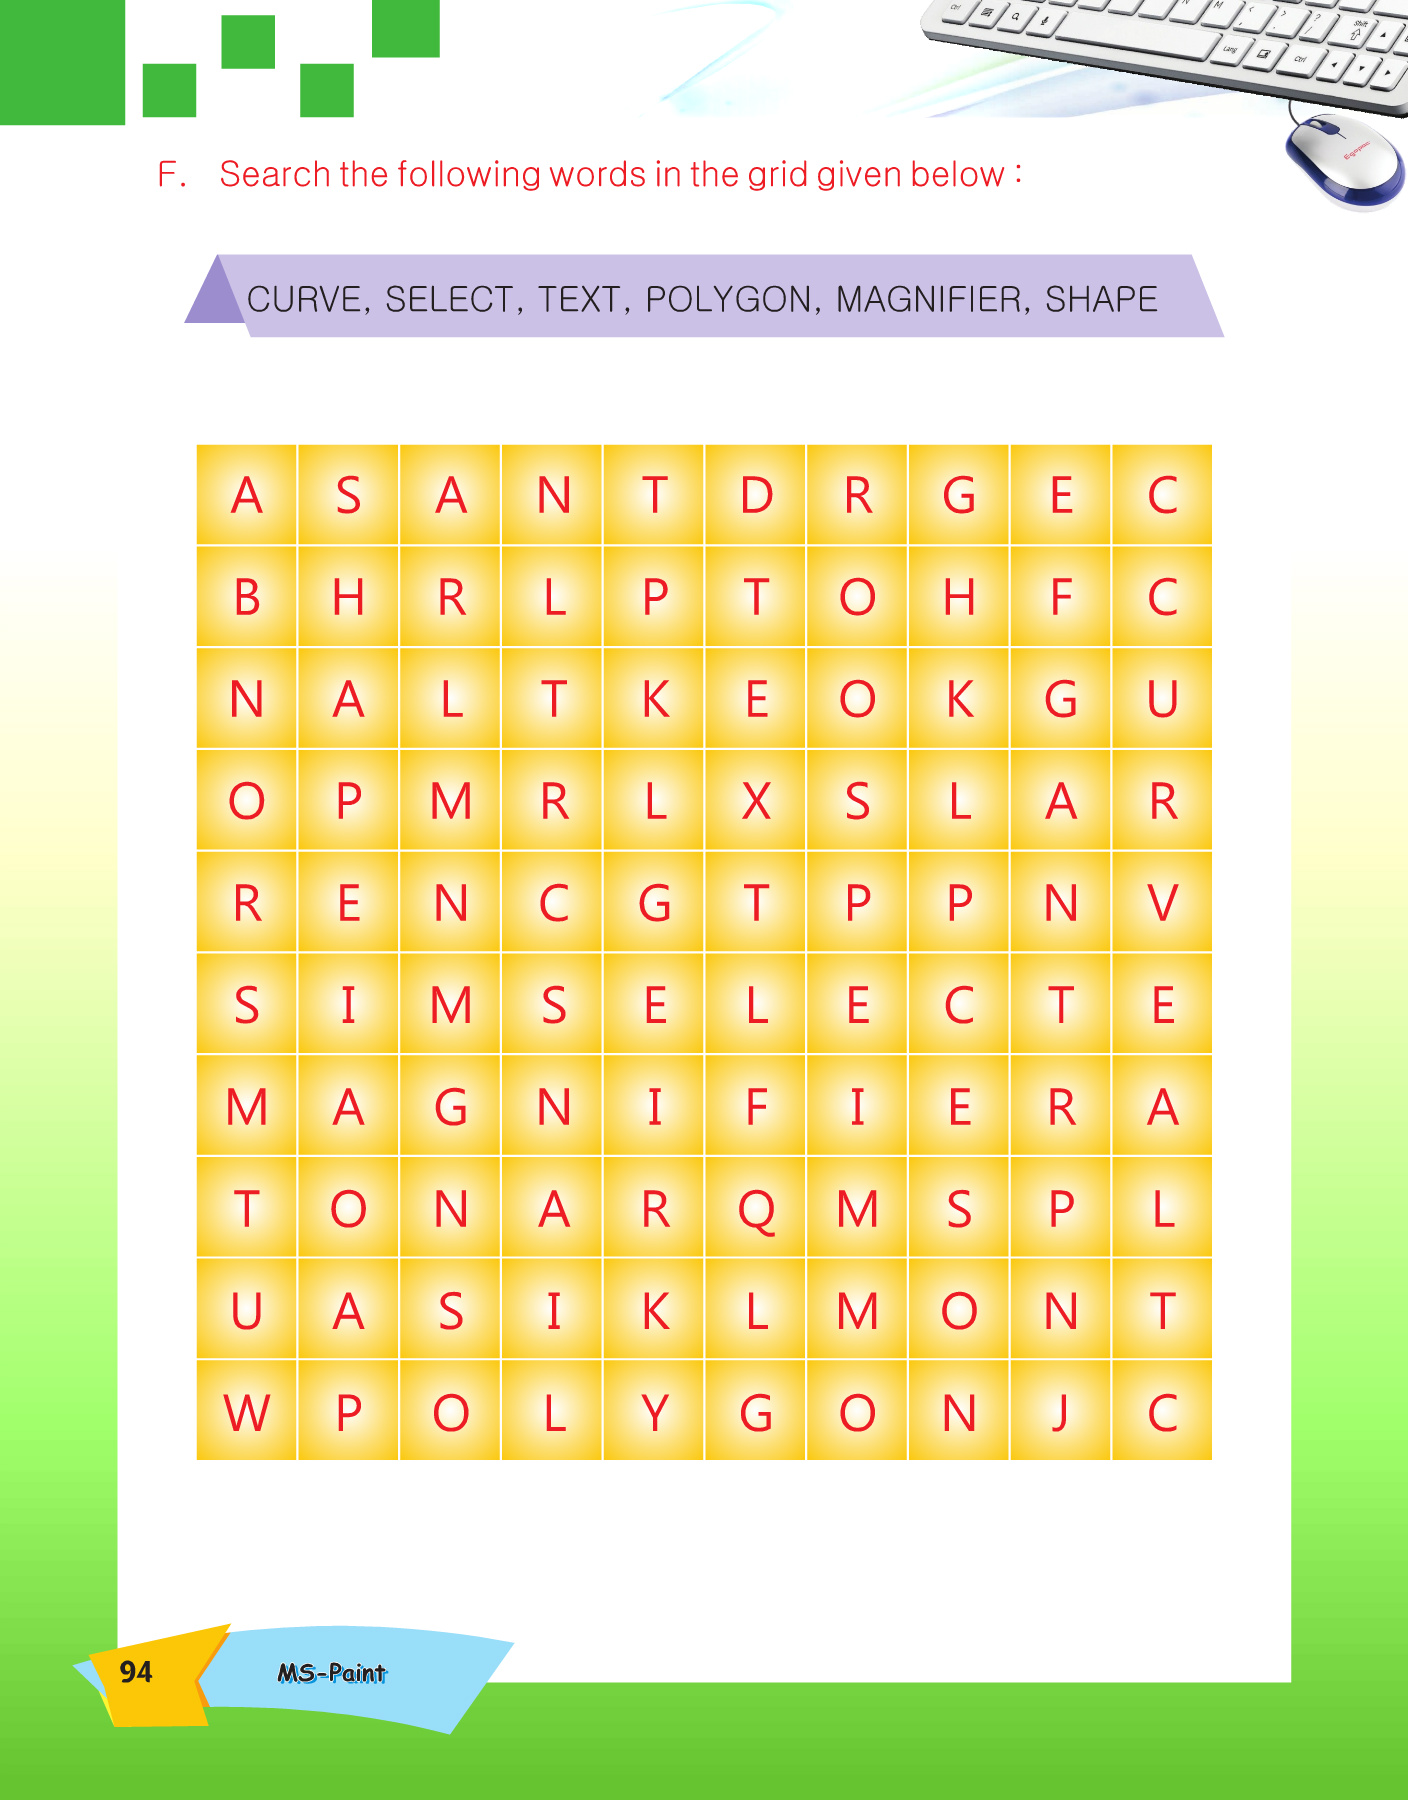 F. Search the following words in the grid given below :
CURVE, SELECT, TEXT, POLYGON, MAGNIFIER, SHAPE
A S A N T D R G E C
B H R L P T O H F C
N A L T K E O K G U
O P M R L X S L A R
R E N C G T P P N V
S I M S E L E C T E
M A G N I F I E R A
T O N A R Q M S P L
U A S I K L M O N T
W P O L Y G O N J C
94 MS-Paint